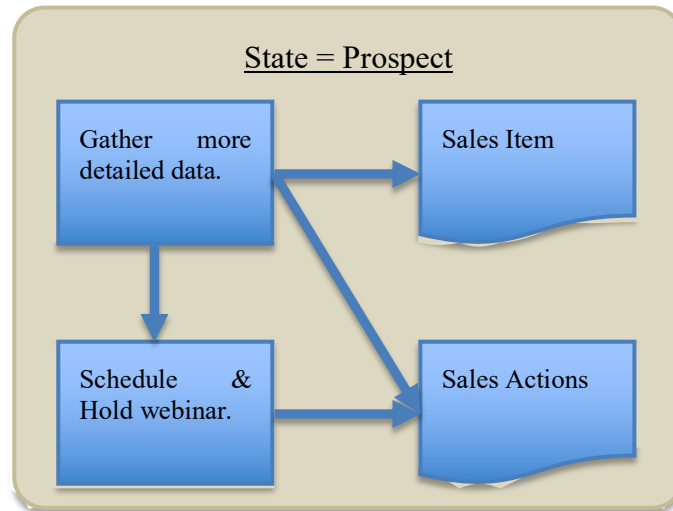 State = Prospect
Gather more
detailed data.
Sales Item
Schedule &
Hold webinar.
Sales Actions